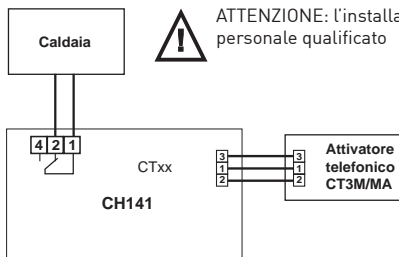 Caldaia
ATTENZIONE: l'installa
personale qualificato
4 2 1
CTxx
CH141
3
1
2
3
1
2
Attivatore
telefonico
CT3M/MA